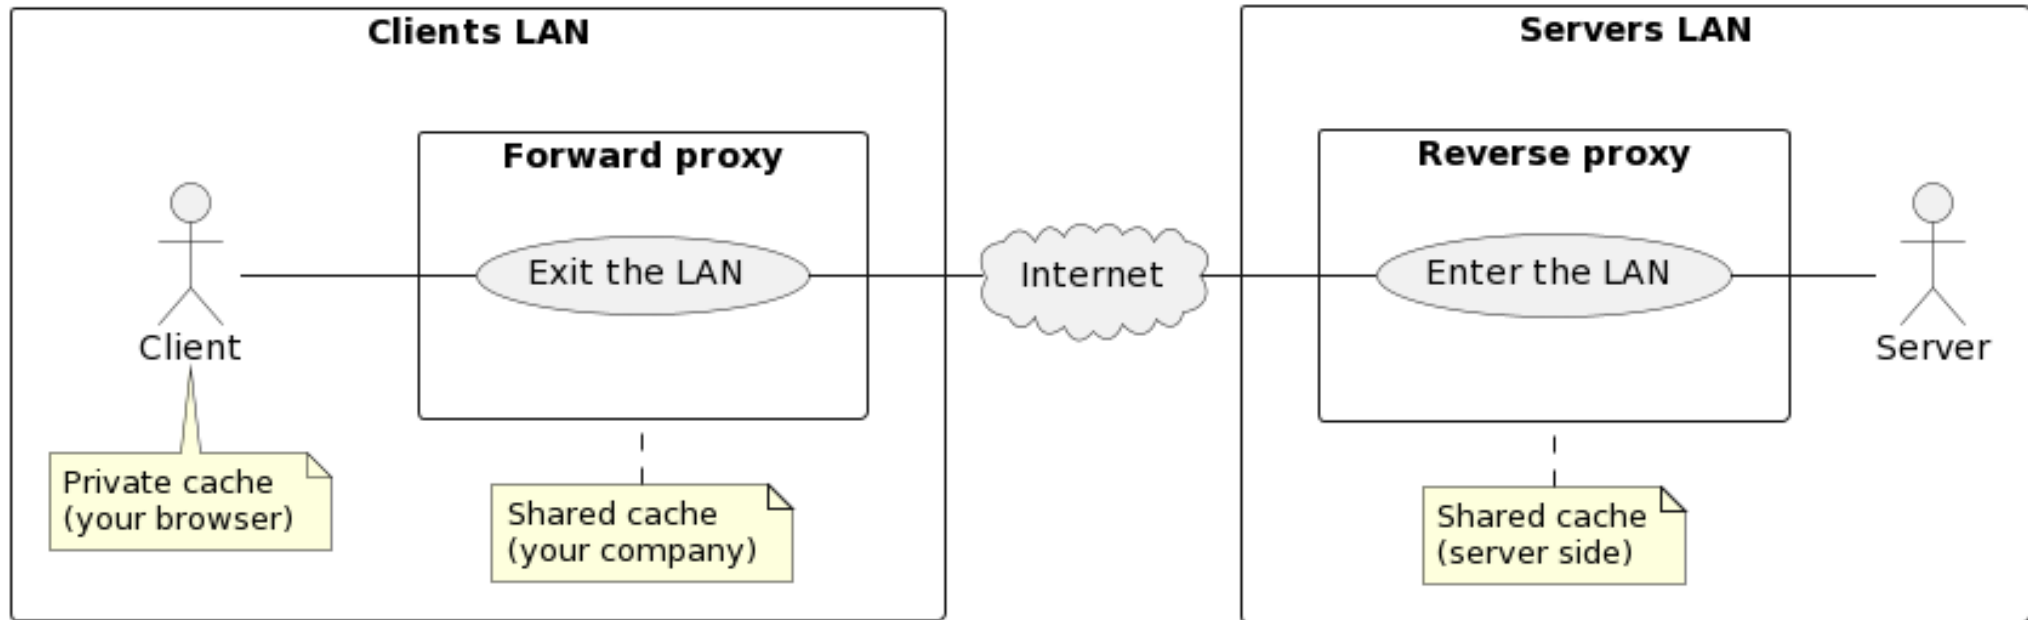 Clients LAN
Servers LAN
Forward proxy
Reverse proxy
Exit the LAN
Internet
Enter the LAN
Client
Server
Private cache
(your browser)
Shared cache
(your company)
Shared cache
(server side)